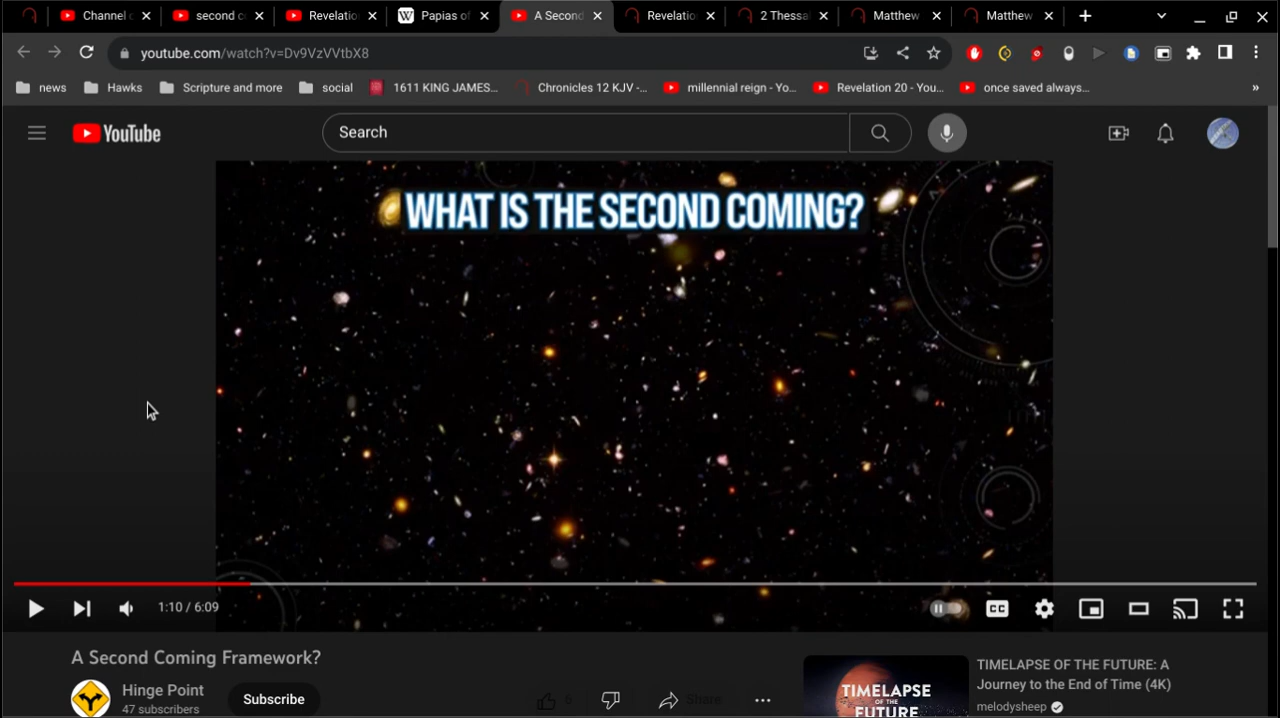 Channel c
second c
Revelatio
Papias of
A Second
Revelatio
2 Thessa
Matthew
Matthew
youtube.com/watch?v=Dv9VzVVtbX8
news
Hawks
Scripture and more
social
1611 KING JAMES...
Chronicles 12 KJV -...
millennial reign - Yo...
Revelation 20 - You...
once saved always...
»
YouTube
Search
WHAT IS THE SECOND COMING?
1:10 / 6:09
CC
A Second Coming Framework?
Hinge Point
47 subscribers
Subscribe
6
Share
TIMELAPSE
OF THE
FUTURE
TIMELAPSE OF THE FUTURE: A
Journey to the End of Time (4K)
melodysheep